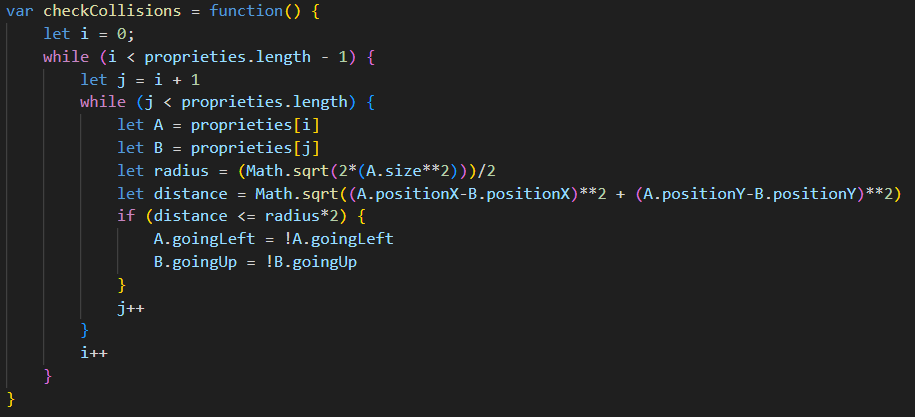 var checkCollisions = function() {
    let i = 0;
    while (i < proprieties.length - 1) {
        let j = i + 1
        while (j < proprieties.length) {
            let A = proprieties[i]
            let B = proprieties[j]
            let radius = (Math.sqrt(2*(A.size**2)))/2
            let distance = Math.sqrt((A.positionX-B.positionX)**2 + (A.positionY-B.positionY)**2)
            if (distance <= radius*2) {
                A.goingLeft = !A.goingLeft
                B.goingUp = !B.goingUp
            }
            j++
        }
        i++
    }
}